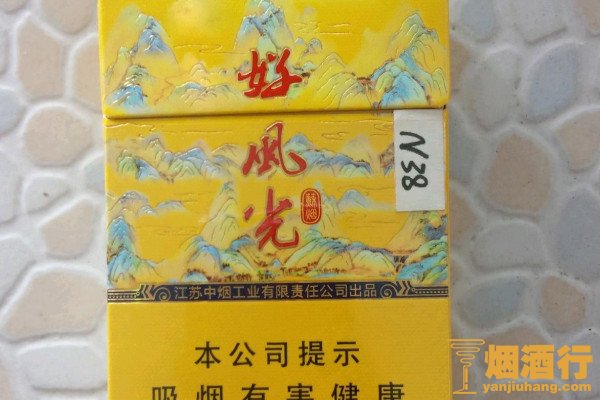 好
风
光
苏烟
N38
江苏中烟工业有限责任公司出品
本公司提示
吸烟有害健康
烟酒行
yanjiuhang.com